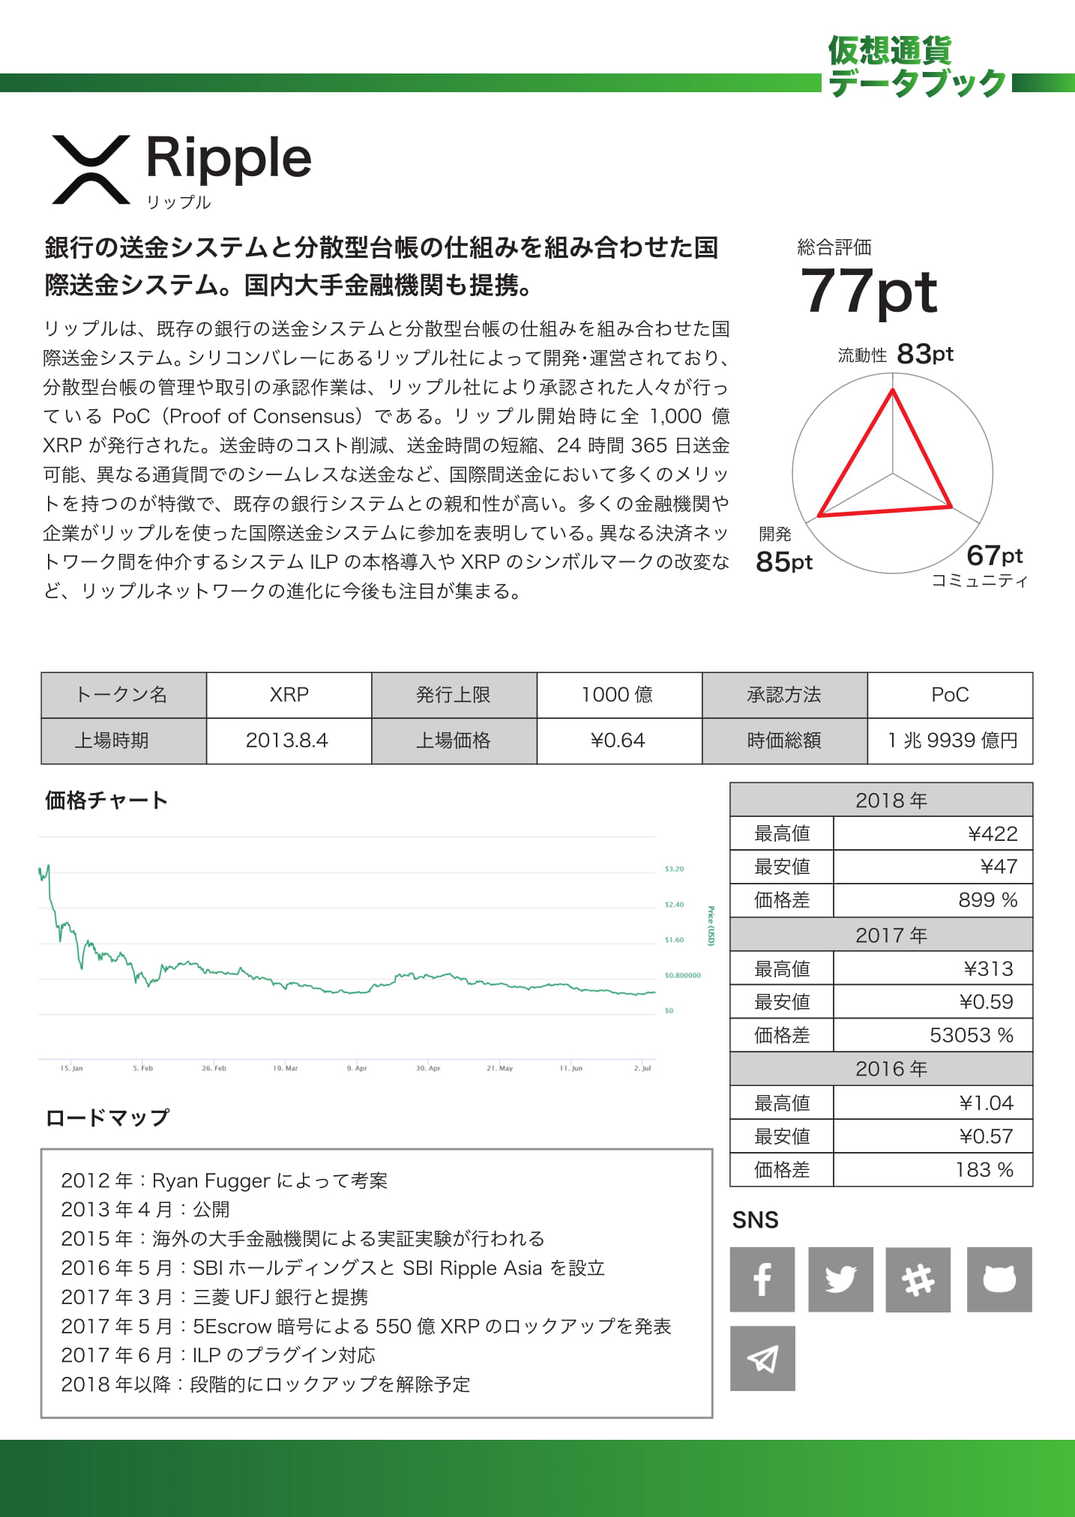 仮想通貨
データブック
Ripple
リップル
銀行の送金システムと分散型台帳の仕組みを組み合わせた国
際送金システム。国内大手金融機関も提携。
リップルは、既存の銀行の送金システムと分散型台帳の仕組みを組み合わせた国
際送金システム。シリコンバレーにあるリップル社によって開発・運営されており、
分散型台帳の管理や取引の承認作業は、リップル社により承認された人々が行っ
ている PoC（Proof of Consensus）である。リップル開始時に全 1,000 億
XRP が発行された。送金時のコスト削減、送金時間の短縮、24 時間 365 日送金
可能、異なる通貨間でのシームレスな送金など、国際間送金において多くのメリッ
トを持つのが特徴で、既存の銀行システムとの親和性が高い。多くの金融機関や
企業がリップルを使った国際送金システムに参加を表明している。異なる決済ネッ
トワーク間を仲介するシステム ILP の本格導入や XRP のシンボルマークの改変な
ど、リップルネットワークの進化に今後も注目が集まる。
総合評価
77pt
流動性 83pt
開発
85pt
67pt
コミュニティ
トークン名 XRP 発行上限 1000 億 承認方法 PoC
上場時期 2013.8.4 上場価格 ¥0.64 時価総額 1 兆 9939 億円
価格チャート
$3.20
$2.40
$1.60
$0.800000
$0
Price (USD)
15. Jan 5. Feb 26. Feb 19. Mar 9. Apr 30. Apr 21. May 11. Jun 2. Jul
2018 年
最高値 ¥422
最安値 ¥47
価格差 899 %
2017 年
最高値 ¥313
最安値 ¥0.59
価格差 53053 %
2016 年
最高値 ¥1.04
最安値 ¥0.57
価格差 183 %
ロードマップ
2012 年：Ryan Fugger によって考案
2013 年 4 月：公開
2015 年：海外の大手金融機関による実証実験が行われる
2016 年 5 月：SBI ホールディングスと SBI Ripple Asia を設立
2017 年 3 月：三菱 UFJ 銀行と提携
2017 年 5 月：5Escrow 暗号による 550 億 XRP のロックアップを発表
2017 年 6 月：ILP のプラグイン対応
2018 年以降：段階的にロックアップを解除予定
SNS